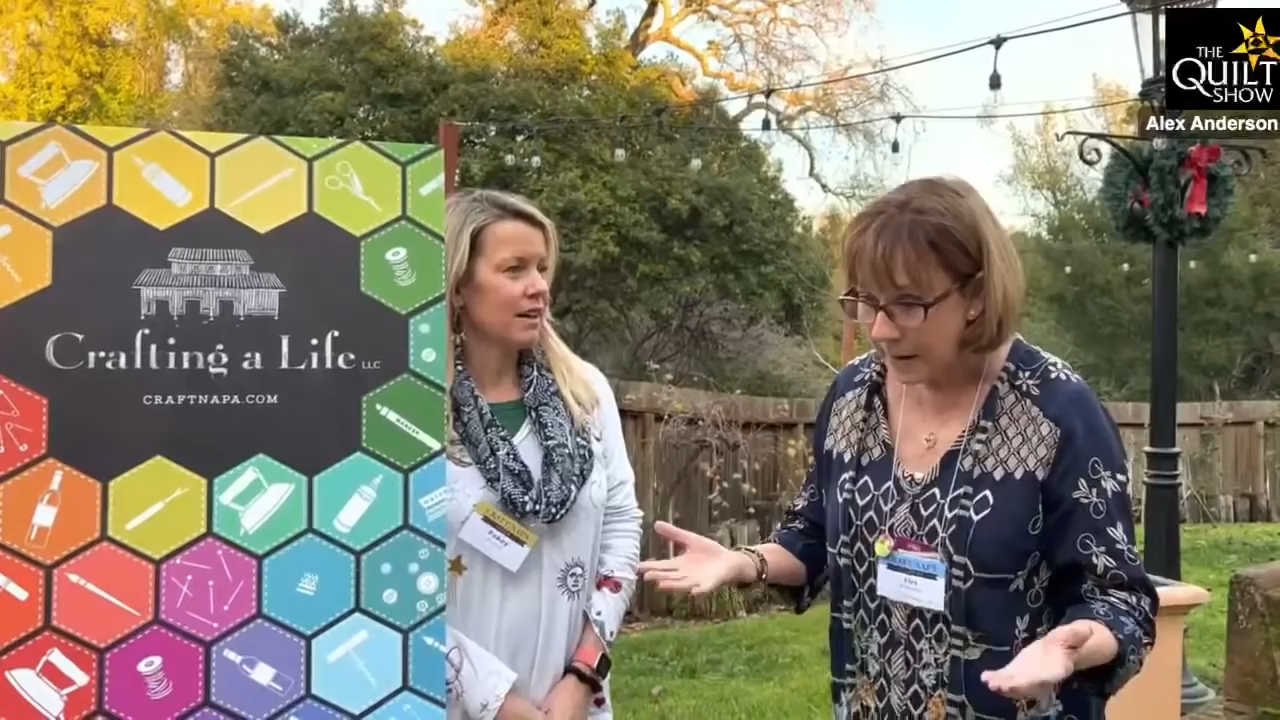 THE
QUILT
SHOW
Alex Anderson
Crafting a Life LLC
CRAFTNAPA.COM